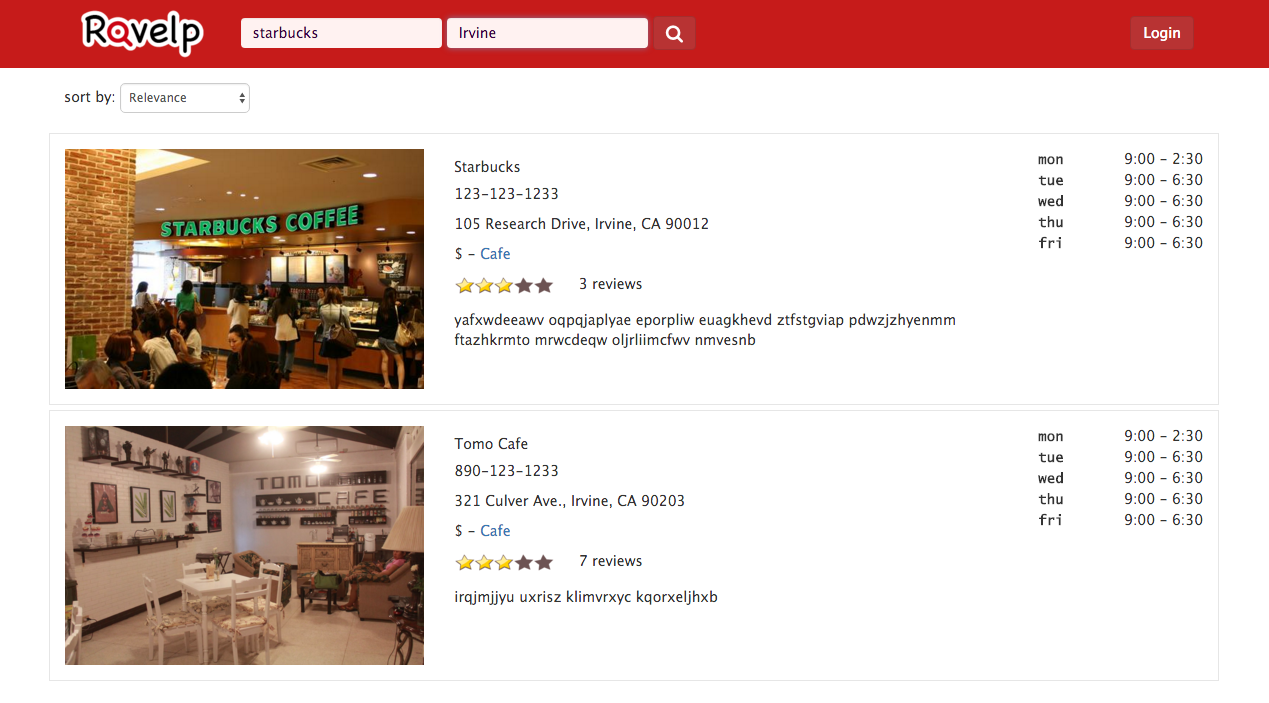 Ravelp
starbucks
Irvine
Login
sort by:
Relevance
STARBUCKS COFFEE
Starbucks
123-123-1233
105 Research Drive, Irvine, CA 90012
$ - Cafe
3 reviews
yafxwdeeawv oqpqjaplyae eporpliw euagkhevd ztfstgviap pdwzjzhyenmm
ftazhkrmto mrwcdeqw oljrliimcfwv nmvesnb
mon 9:00 - 2:30
tue 9:00 - 6:30
wed 9:00 - 6:30
thu 9:00 - 6:30
fri 9:00 - 6:30
TOMO
CAFE
Tomo Cafe
890-123-1233
321 Culver Ave., Irvine, CA 90203
$ - Cafe
7 reviews
irqjmjjyu uxrisz klimvrxyc kqorxeljhxb
mon 9:00 - 2:30
tue 9:00 - 6:30
wed 9:00 - 6:30
thu 9:00 - 6:30
fri 9:00 - 6:30